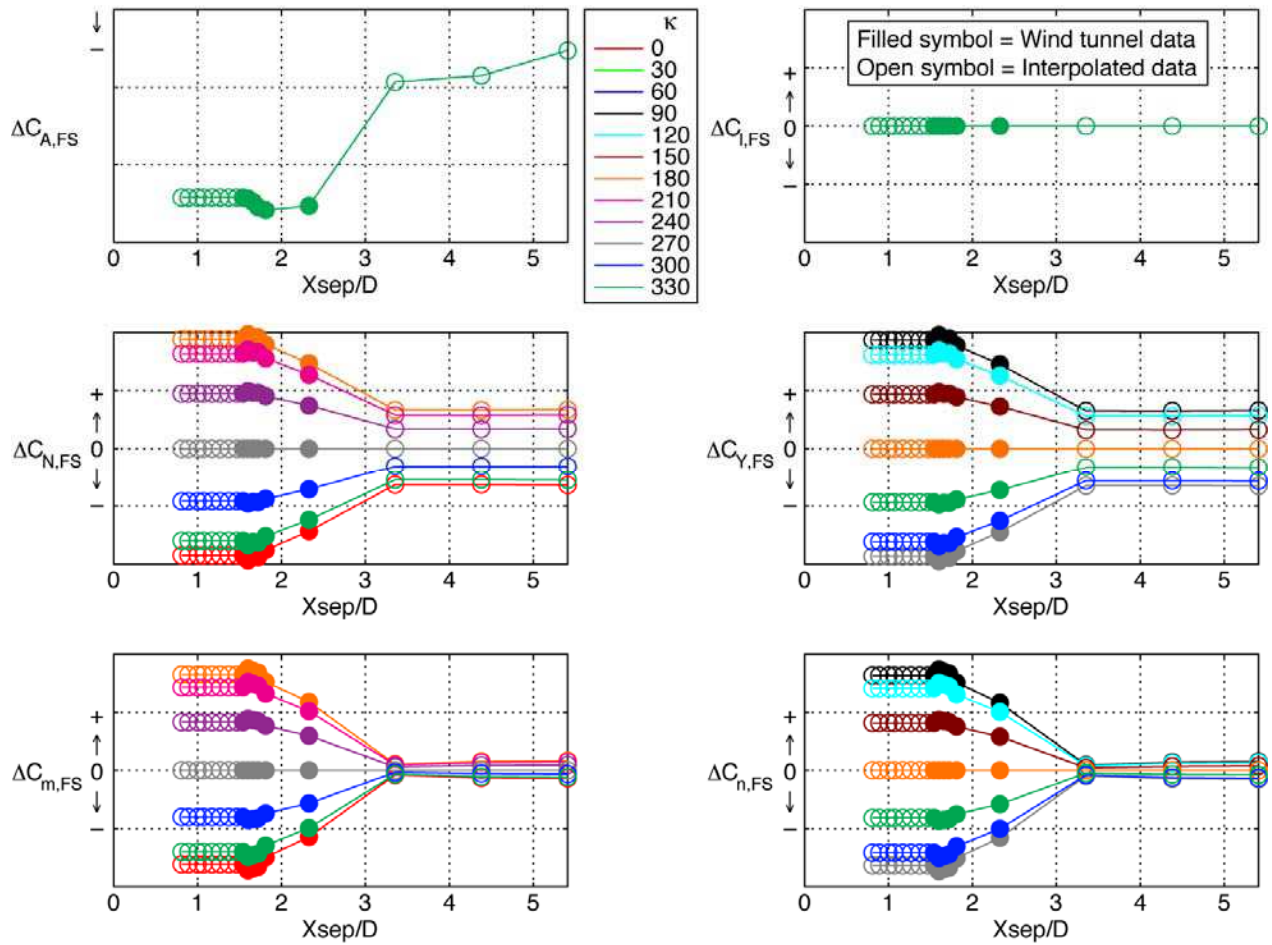 ↓
−
ΔC_A,FS
0 1 2 3 4 5
Xsep/D
κ
0
30
60
90
120
150
180
210
240
270
300
330
Filled symbol = Wind tunnel data
Open symbol = Interpolated data
+
↑
ΔC_l,FS 0
↓
−
0 1 2 3 4 5
Xsep/D
+
↑
ΔC_N,FS 0
↓
−
0 1 2 3 4 5
Xsep/D
+
↑
ΔC_Y,FS 0
↓
−
0 1 2 3 4 5
Xsep/D
+
↑
ΔC_m,FS 0
↓
−
0 1 2 3 4 5
Xsep/D
+
↑
ΔC_n,FS 0
↓
−
0 1 2 3 4 5
Xsep/D